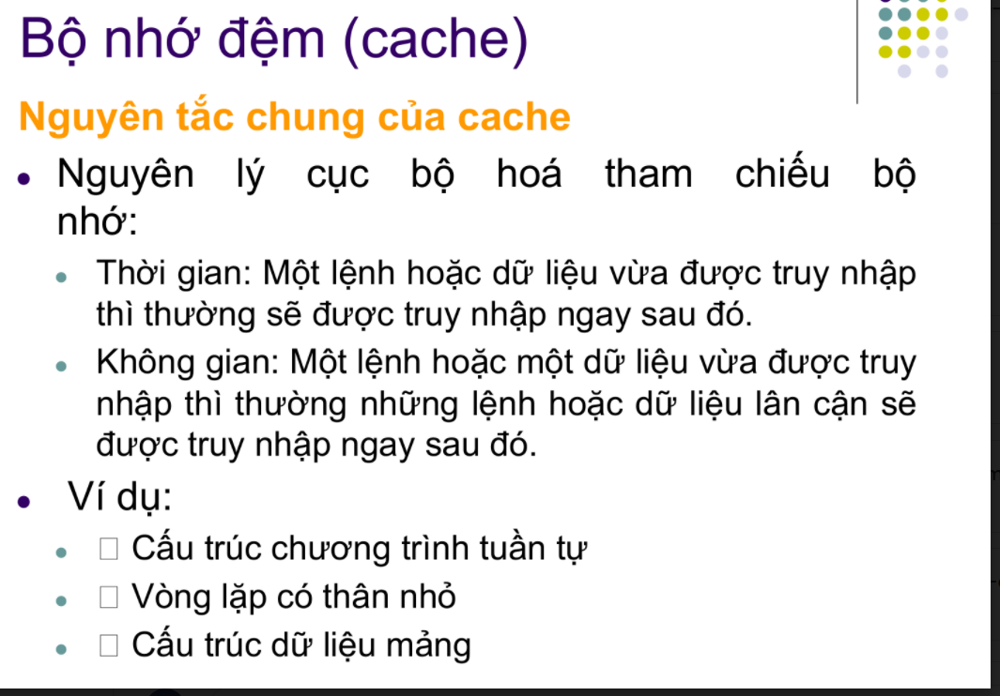 Bộ nhớ đệm (cache)
Nguyên tắc chung của cache
Nguyên lý cục bộ hoá tham chiếu bộ
nhớ:
Thời gian: Một lệnh hoặc dữ liệu vừa được truy nhập
thì thường sẽ được truy nhập ngay sau đó.
Không gian: Một lệnh hoặc một dữ liệu vừa được truy
nhập thì thường những lệnh hoặc dữ liệu lân cận sẽ
được truy nhập ngay sau đó.
Ví dụ:
Cấu trúc chương trình tuần tự
Vòng lặp có thân nhỏ
Cấu trúc dữ liệu mảng